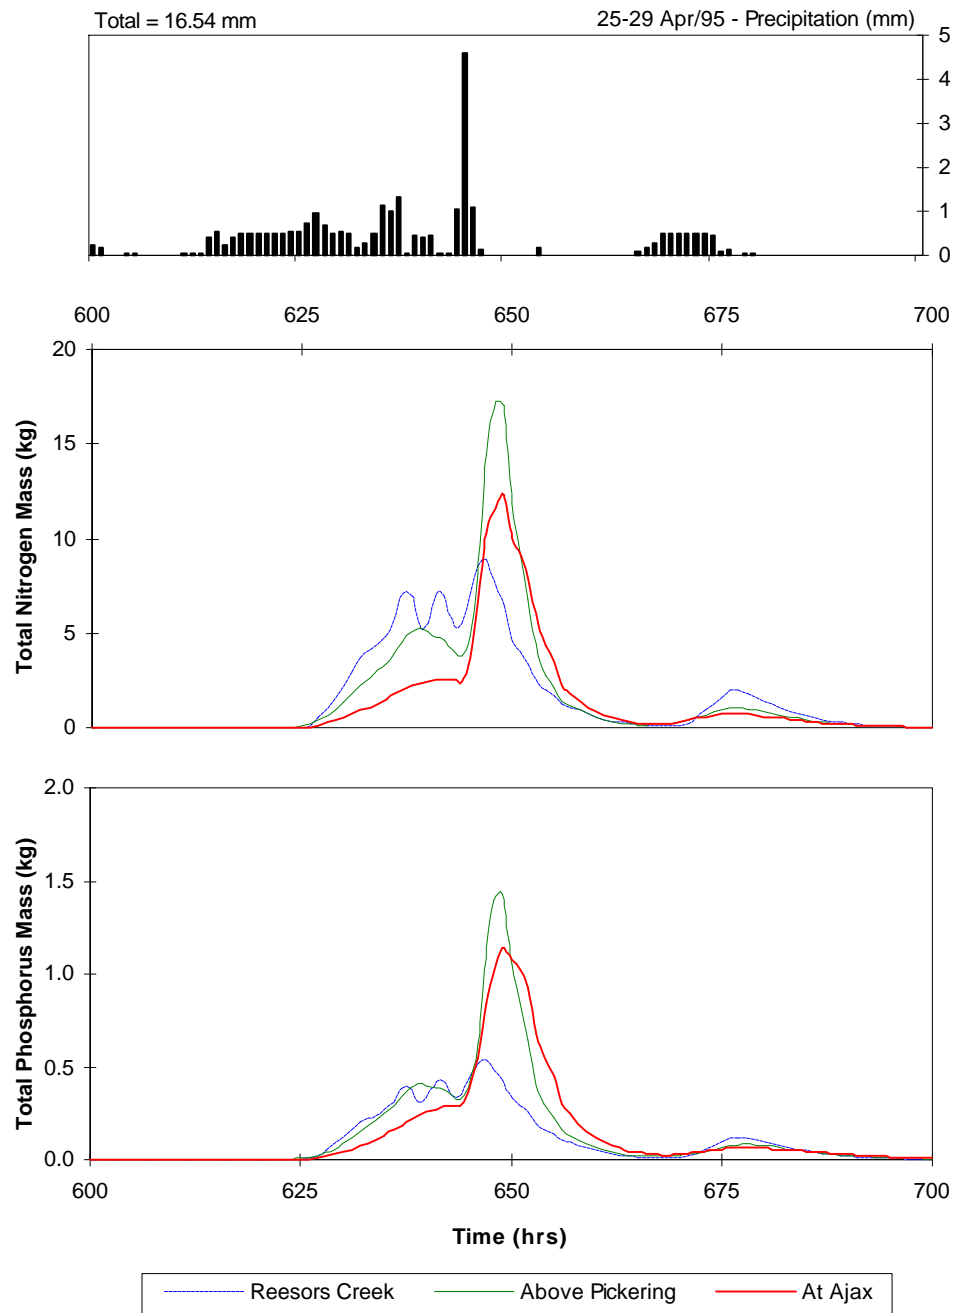 Total = 16.54 mm
25-29 Apr/95 - Precipitation (mm)
5
4
3
2
1
0
600 625 650 675 700
20
15
10
5
0
Total Nitrogen Mass (kg)
2.0
1.5
1.0
0.5
0.0
Total Phosphorus Mass (kg)
600 625 650 675 700
Time (hrs)
Reesors Creek Above Pickering At Ajax